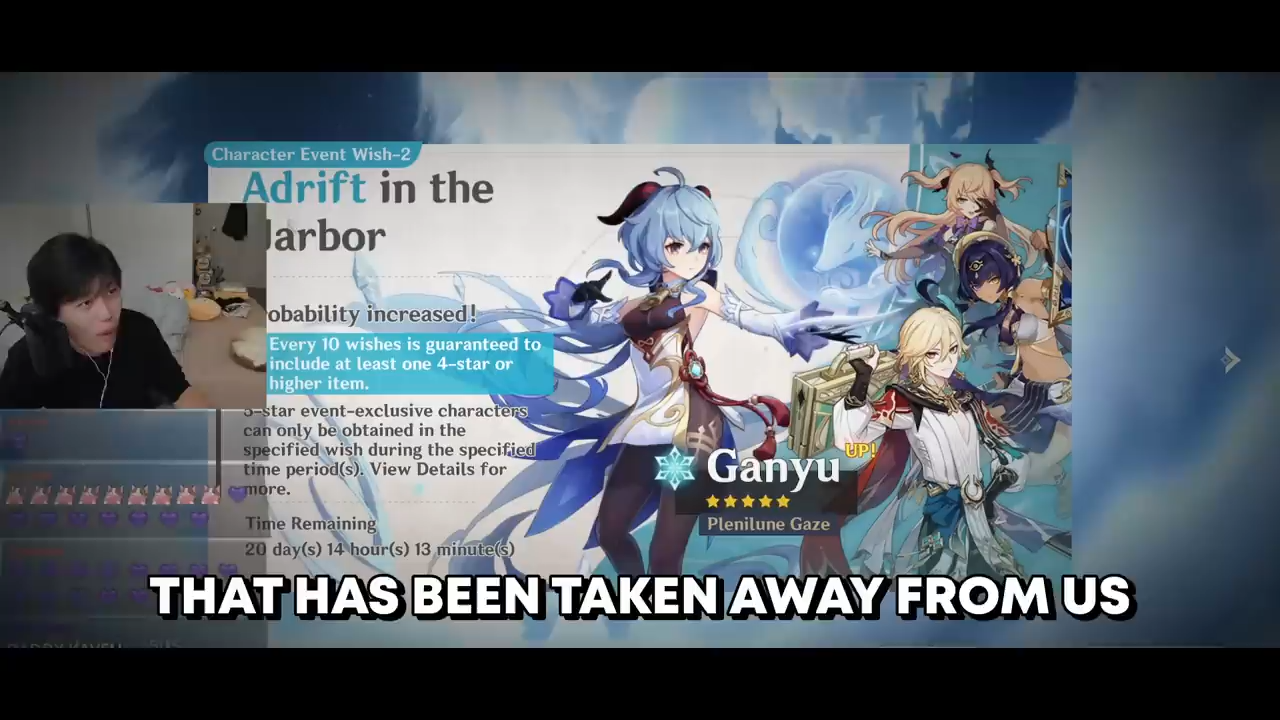 Character Event Wish-2
Adrift in the
Harbor
obability increased!
Every 10 wishes is guaranteed to
include at least one 4-star or
higher item.
5-star event-exclusive characters
can only be obtained in the
specified wish during the specified
time period(s). View Details for
more.
Time Remaining
20 day(s) 14 hour(s) 13 minute(s)
UP!
Ganyu
Plenilune Gaze
THAT HAS BEEN TAKEN AWAY FROM US